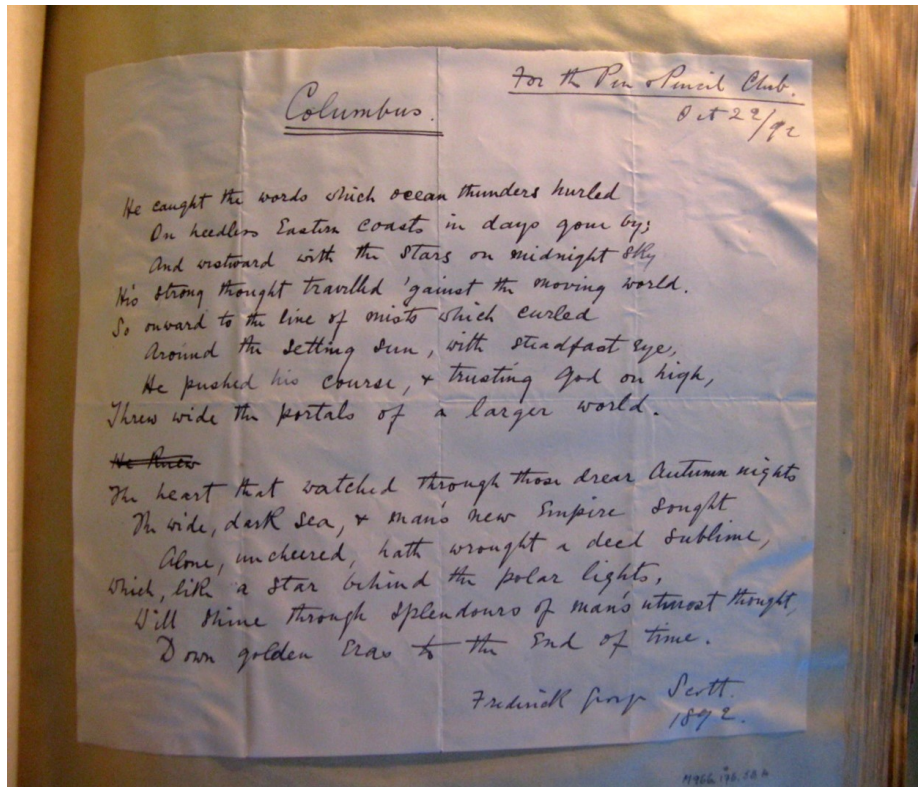 For the Pen & Pencil Club.
Oct 22/92
Columbus.
He caught the words which ocean thunders hurled
On heedless Eastern coasts in days gone by;
And westward with the stars on midnight sky
His strong thought travelled 'gainst the moving world.
So onward to the line of mists which curled
Around the setting sun, with steadfast eye,
He pushed his course, & trusting God on high,
Threw wide the portals of a larger world.
He knew
The heart that watched through those drear Autumn nights
The wide, dark sea, & man's new Empire sought
Alone, uncheered, hath wrought a deed sublime,
Which, like a star behind the polar lights,
Will shine through splendours of man's utmost thought,
Down golden Eras to the End of time.
Frederick George Scott.
1892.